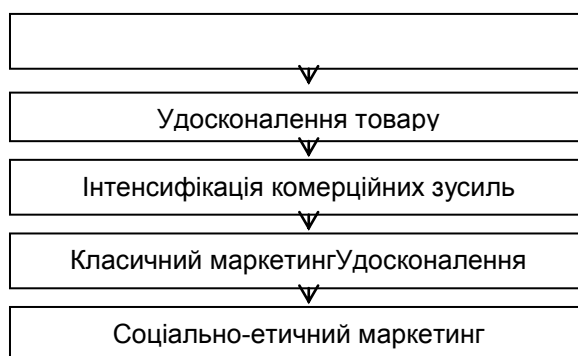 Удосконалення товару
Інтенсифікація комерційних зусиль
Класичний маркетингУдосконалення
Соціально-етичний маркетинг